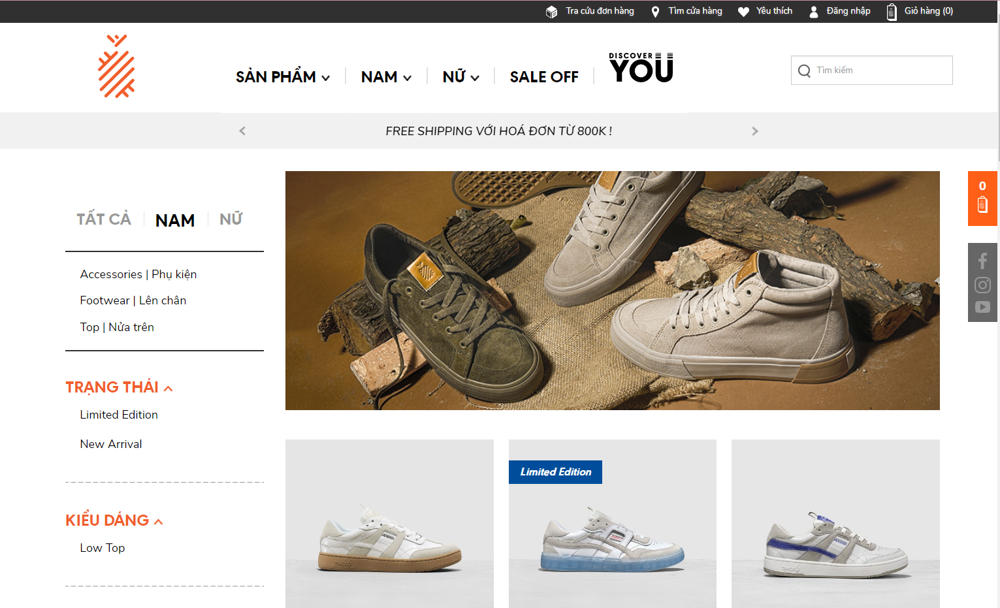 Tra cứu đơn hàng
Tìm cửa hàng
Yêu thích
Đăng nhập
Giỏ hàng (0)
SẢN PHẨM
NAM
NỮ
SALE OFF
DISCOVER
YOU
Tìm kiếm
FREE SHIPPING VỚI HOÁ ĐƠN TỪ 800K !
0
TẤT CẢ
NAM
NỮ
Accessories | Phụ kiện
Footwear | Lên chân
Top | Nửa trên
TRẠNG THÁI
Limited Edition
New Arrival
KIỂU DÁNG
Low Top
Limited Edition